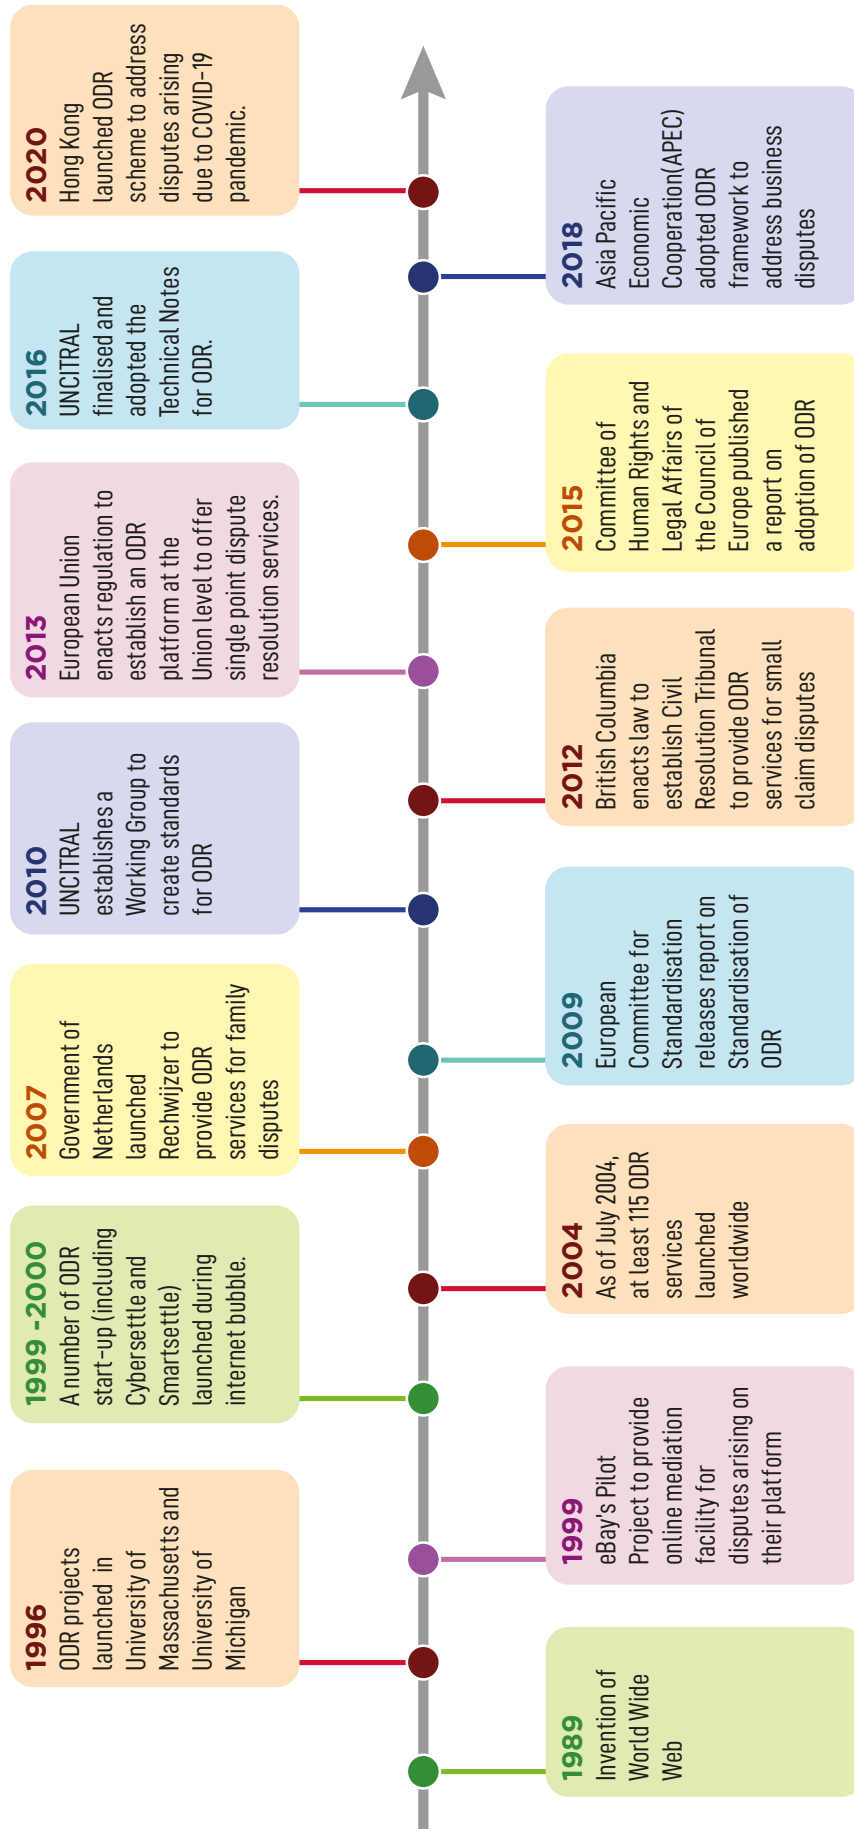 1989
Invention of
World Wide
Web
1996
ODR projects
launched in
University of
Massachusetts and
University of
Michigan
1999
eBay's Pilot
Project to provide
online mediation
facility for
disputes arising on
their platform
1999 -2000
A number of ODR
start-up (including
Cybersettle and
Smartsettle)
launched during
internet bubble.
2004
As of July 2004,
at least 115 ODR
services
launched
worldwide
2007
Government of
Netherlands
launched
Rechwijzer to
provide ODR
services for family
disputes
2009
European
Committee for
Standardisation
releases report on
Standardisation of
ODR
2010
UNCITRAL
establishes a
Working Group to
create standards
for ODR
2012
British Columbia
enacts law to
establish Civil
Resolution Tribunal
to provide ODR
services for small
claim disputes
2013
European Union
enacts regulation to
establish an ODR
platform at the
Union level to offer
single point dispute
resolution services.
2015
Committee of
Human Rights and
Legal Affairs of
the Council of
Europe published
a report on
adoption of ODR
2016
UNCITRAL
finalised and
adopted the
Technical Notes
for ODR.
2018
Asia Pacific
Economic
Cooperation(APEC)
adopted ODR
framework to
address business
disputes
2020
Hong Kong
launched ODR
scheme to address
disputes arising
due to COVID-19
pandemic.